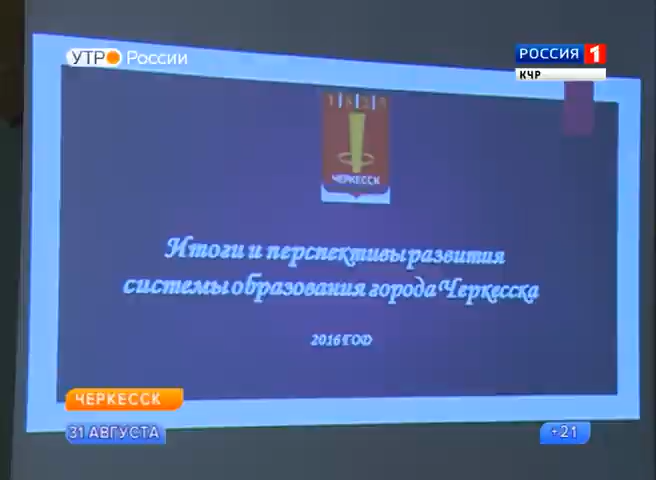 УТРО России
РОССИЯ 1
КЧР
1825
ЧЕРКЕССК
Итоги и перспективы развития
системы образования города Черкесска
2016 ГОД
ЧЕРКЕССК
31 АВГУСТА
+21